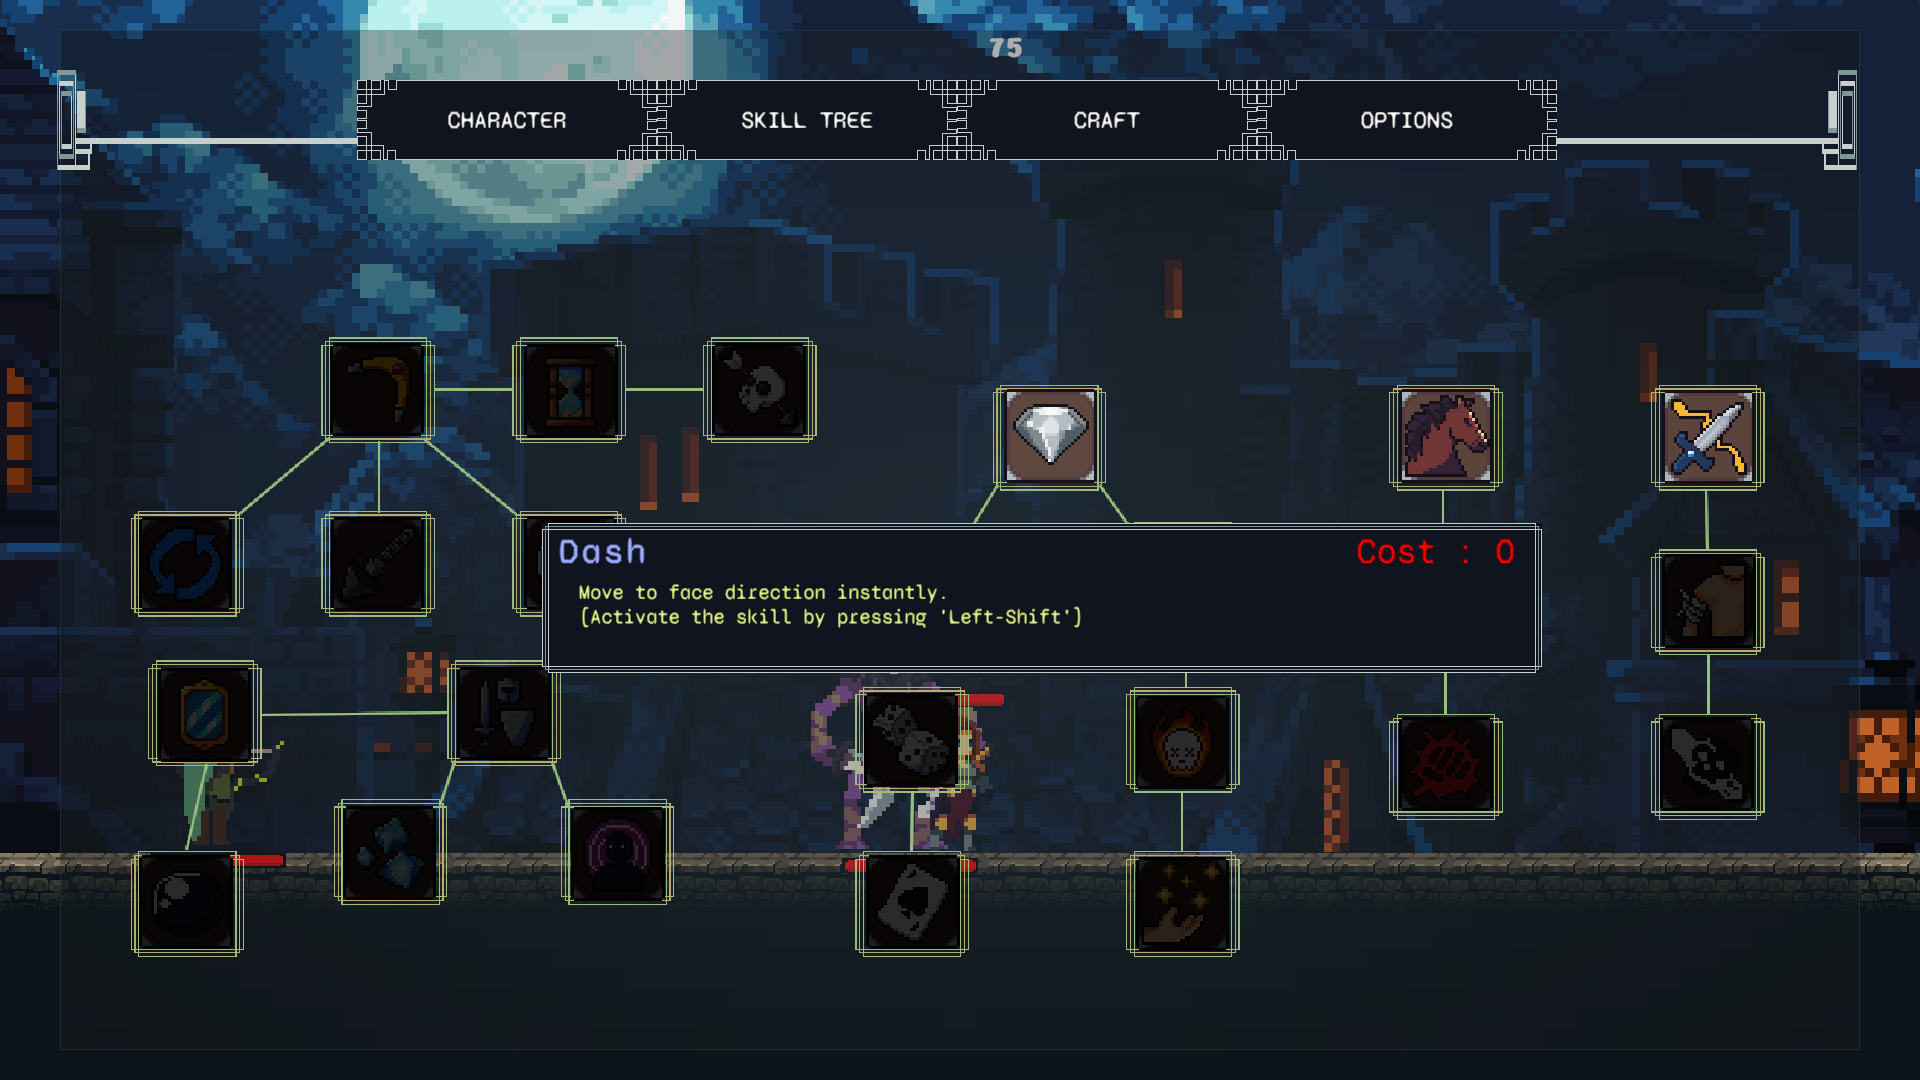 75
CHARACTER
SKILL TREE
CRAFT
OPTIONS
Dash
Cost : 0
Move to face direction instantly.
(Activate the skill by pressing 'Left-Shift')